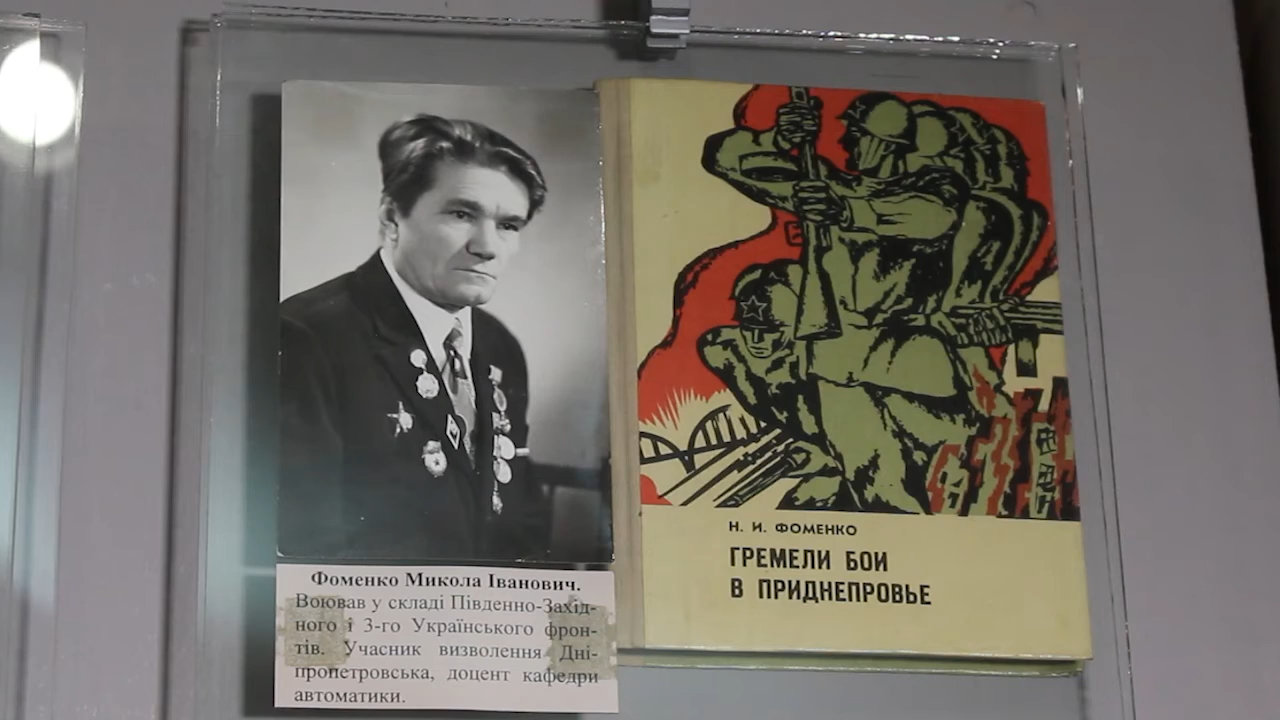 Н. И. ФОМЕНКО
ГРЕМЕЛИ БОИ
В ПРИДНЕПРОВЬЕ
Фоменко Микола Іванович.
Воював у складі Південно-Захід-
ного і 3-го Українського фрон-
тів. Учасник визволення Дні-
пропетровська, доцент кафедри
автоматики.